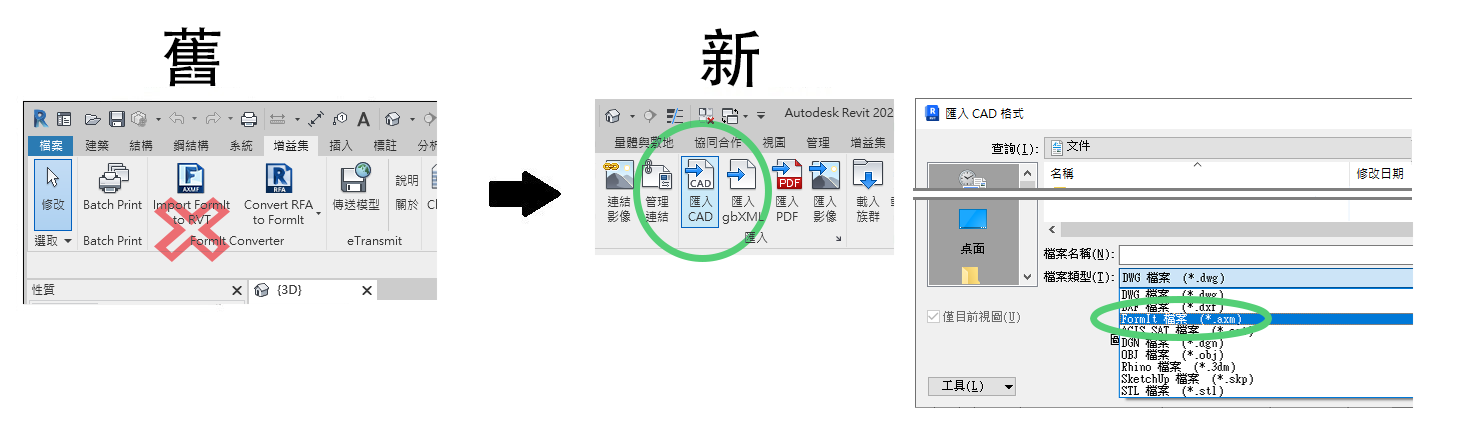 舊
新
檔案 建築 結構 鋼結構 系統 增益集 插入 標註 分析
修改
Batch Print
Import FormIt to RVT
Convert RFA to FormIt
傳送模型
說明
關於
選取
Batch Print
FormIt Converter
eTransmit
性質
{3D}
Autodesk Revit 202
量體與敷地 協同合作 視圖 管理 增益集
連結影像
管理連結
CAD
匯入CAD
匯入gbXML
PDF
匯入PDF
匯入影像
載入族群
匯入
匯入 CAD 格式
查詢(I):
文件
名稱
修改日期
桌面
檔案名稱(N):
檔案類型(T):
DWG 檔案 (*.dwg)
DWG 檔案 (*.dwg)
DXF 檔案 (*.dxf)
FormIt 檔案 (*.axm)
ACIS SAT 檔案 (*.sat)
DGN 檔案 (*.dgn)
OBJ 檔案 (*.obj)
Rhino 檔案 (*.3dm)
SketchUp 檔案 (*.skp)
STL 檔案 (*.stl)
僅目前視圖(U)
工具(L)